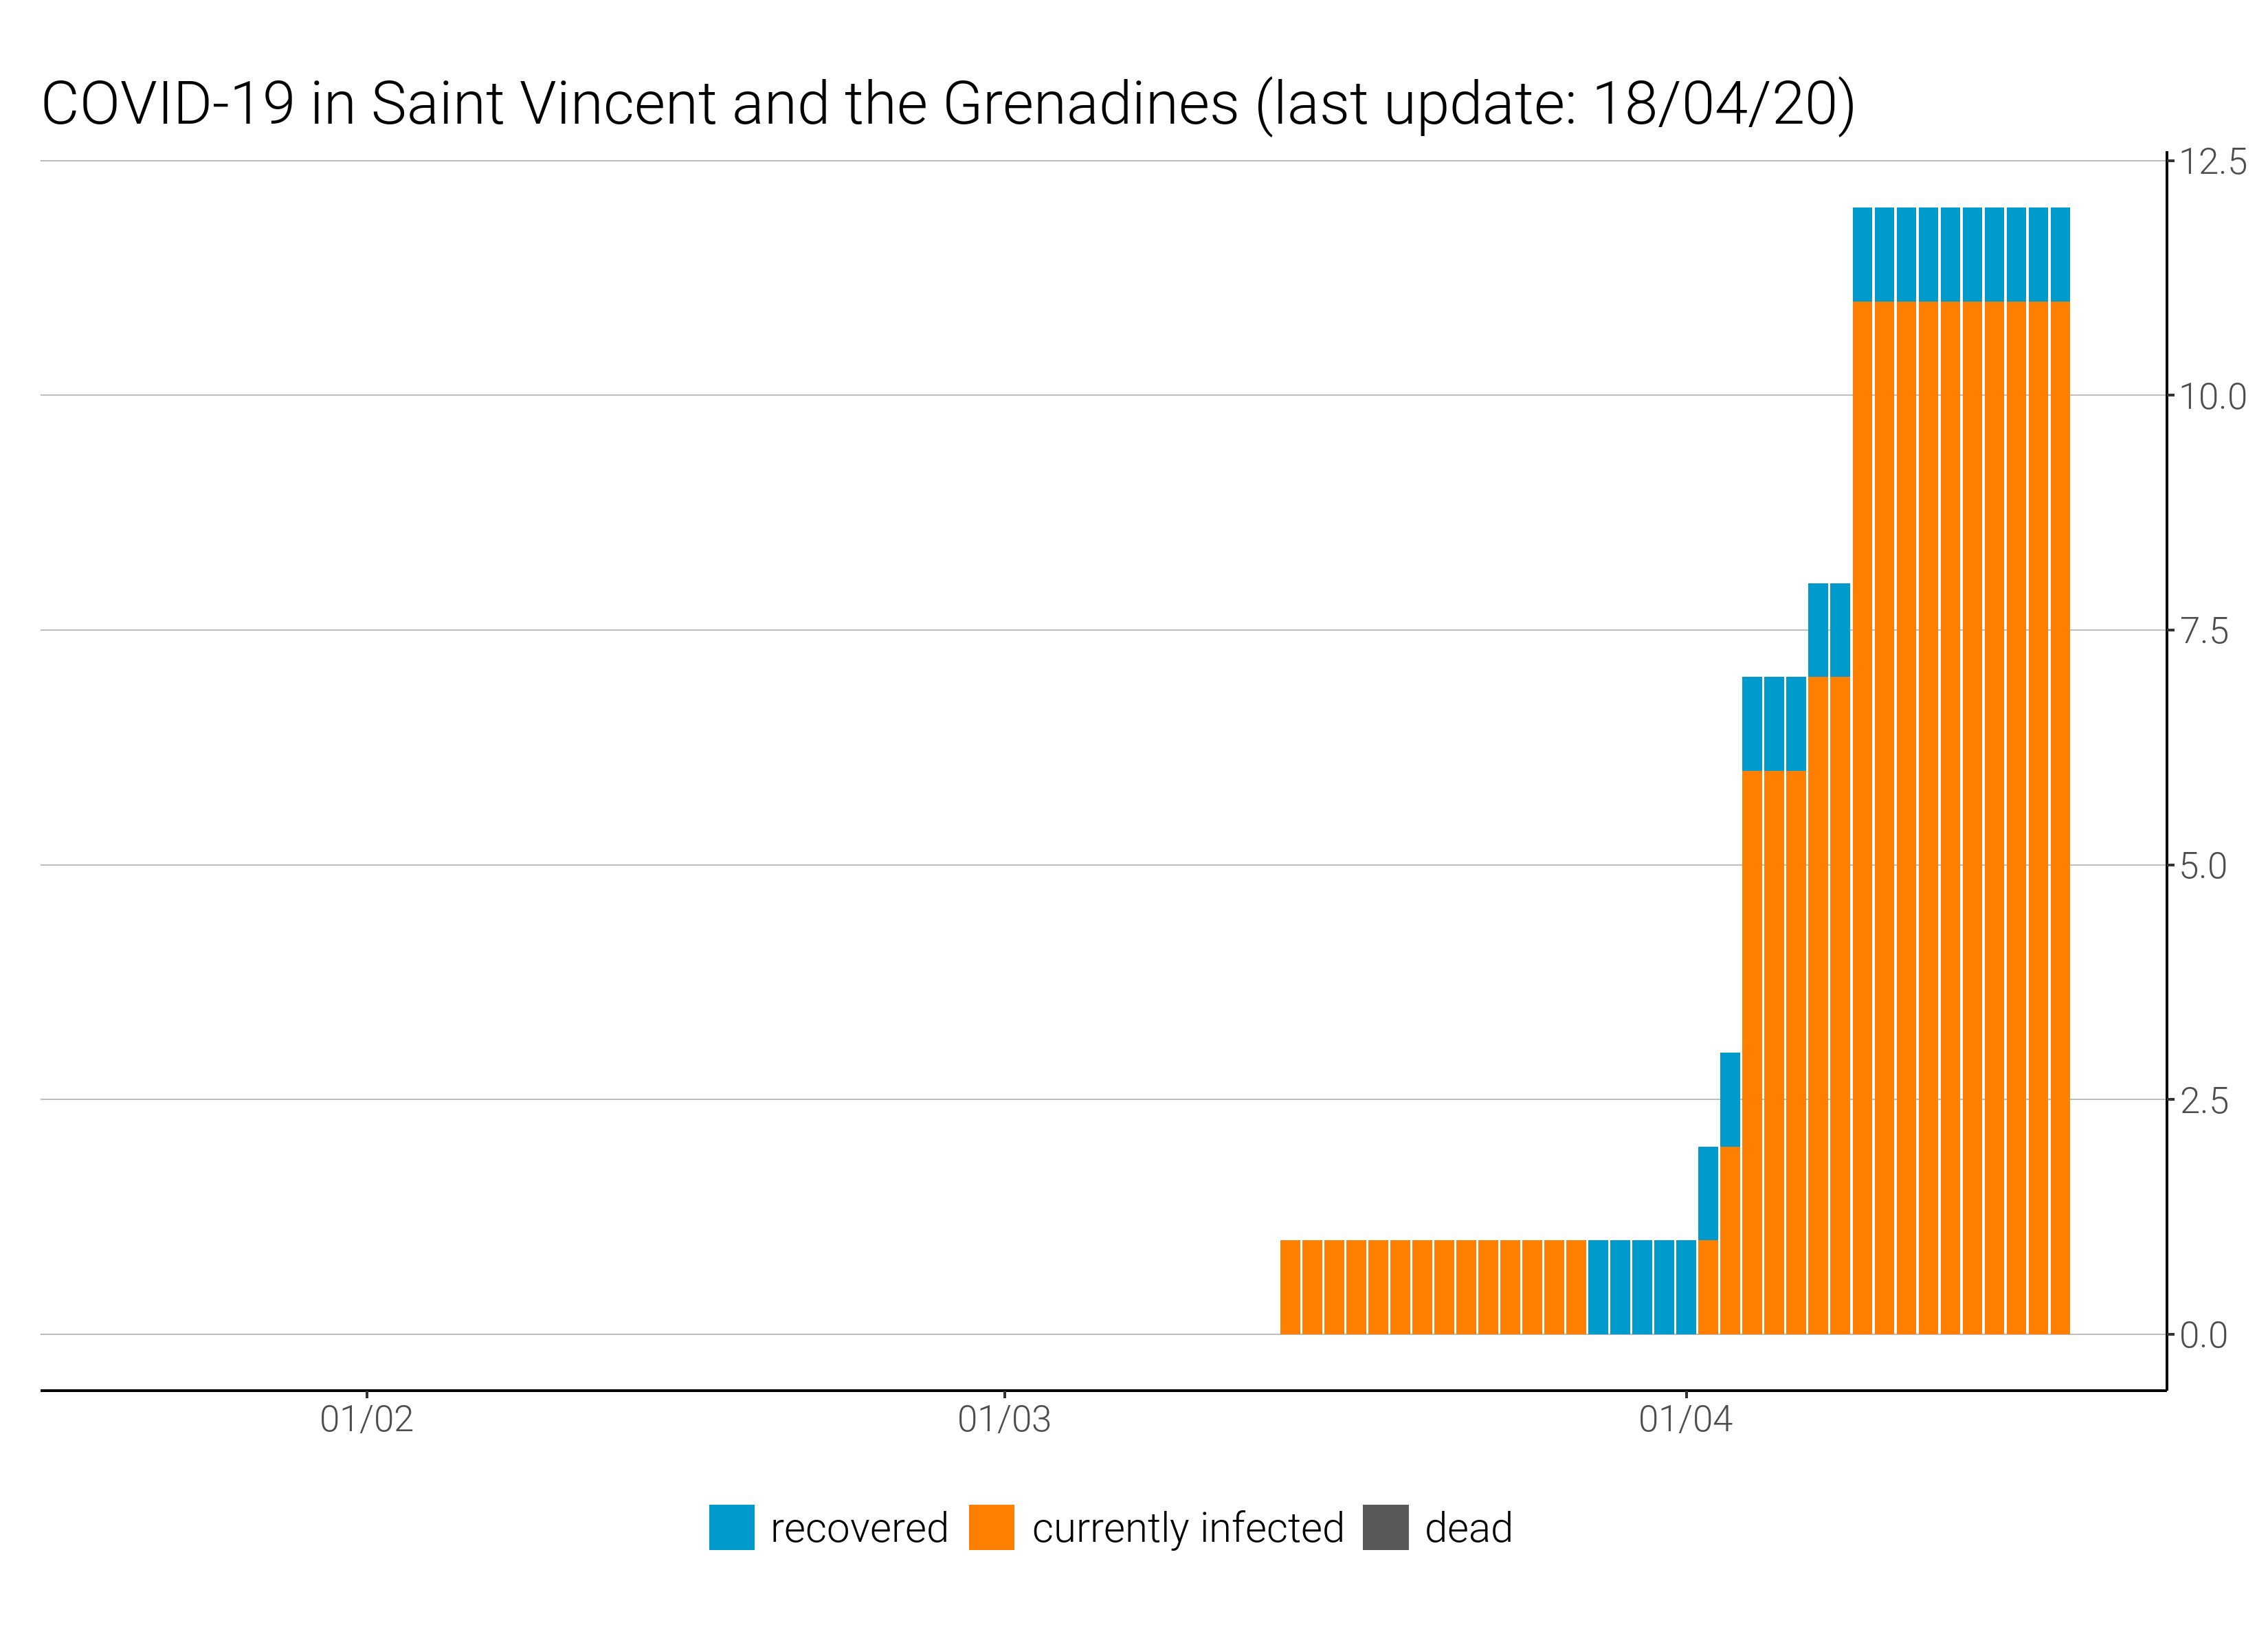 COVID-19 in Saint Vincent and the Grenadines (last update: 18/04/20)
12.5
10.0
7.5
5.0
2.5
0.0
01/02 01/03 01/04
recovered currently infected dead